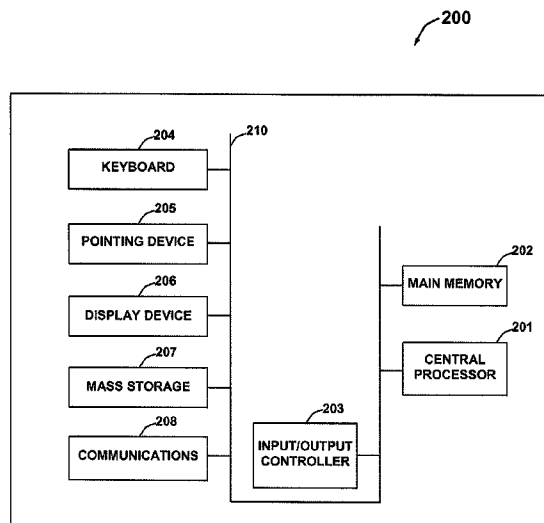 200
204
210
KEYBOARD
205
POINTING DEVICE
206
DISPLAY DEVICE
207
MASS STORAGE
208
COMMUNICATIONS
203
INPUT/OUTPUT
CONTROLLER
202
MAIN MEMORY
201
CENTRAL
PROCESSOR